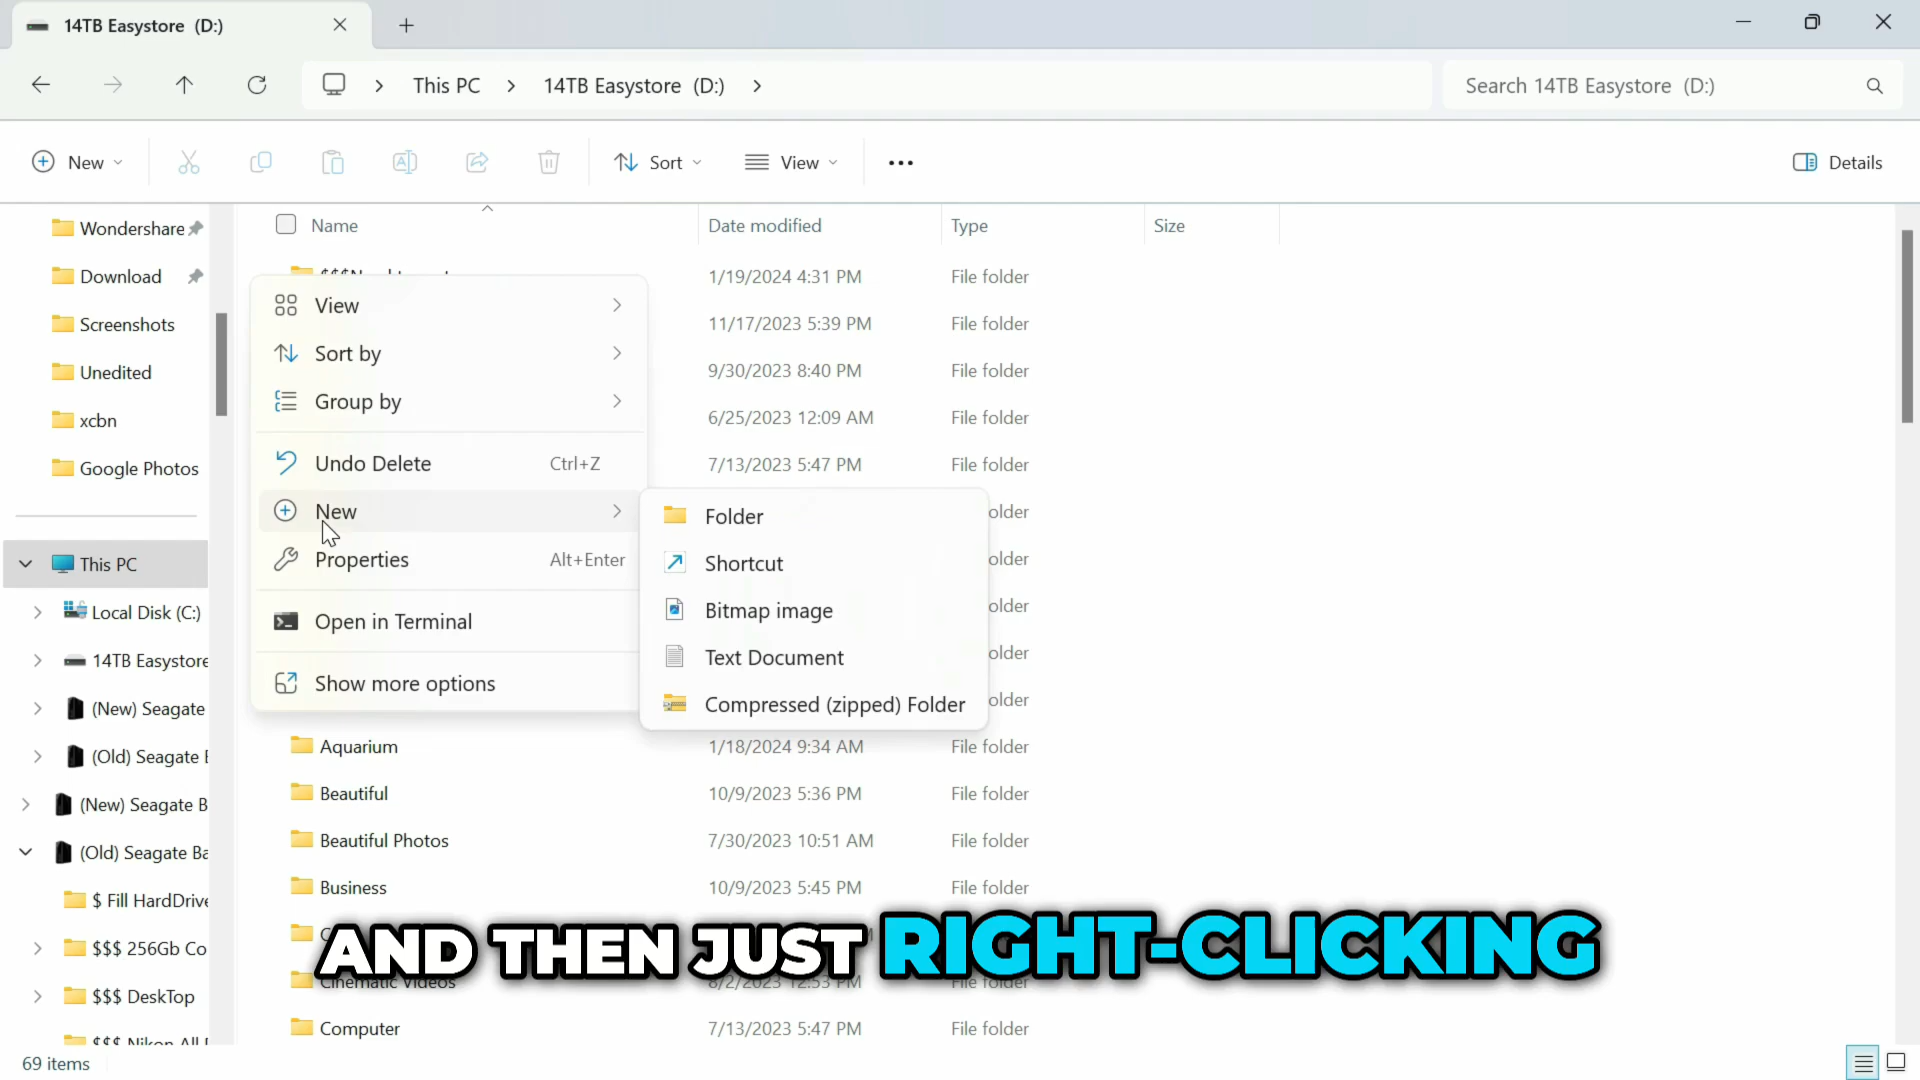 14TB Easystore (D:)
This PC
14TB Easystore (D:)
Search 14TB Easystore (D:)
New
Sort
View
Details
Name
Date modified
Type
Size
Wondershare
Download
Screenshots
Unedited
xcbn
Google Photos
This PC
Local Disk (C:)
14TB Easystore
(New) Seagate
(Old) Seagate
(New) Seagate B
(Old) Seagate Ba
$ Fill HardDrive
$$$ 256Gb Co
$$$ DeskTop
$$$ Nikon All
1/19/2024 4:31 PM File folder
11/17/2023 5:39 PM File folder
9/30/2023 8:40 PM File folder
6/25/2023 12:09 AM File folder
7/13/2023 5:47 PM File folder
View
Sort by
Group by
Undo Delete Ctrl+Z
New
Properties Alt+Enter
Open in Terminal
Show more options
Folder
Shortcut
Bitmap image
Text Document
Compressed (zipped) Folder
older
older
older
older
older
Aquarium 1/18/2024 9:34 AM File folder
Beautiful 10/9/2023 5:36 PM File folder
Beautiful Photos 7/30/2023 10:51 AM File folder
Business 10/9/2023 5:45 PM File folder
AND THEN JUST RIGHT-CLICKING
Cinematic Videos 8/2/2023 12:53 PM File folder
Computer 7/13/2023 5:47 PM File folder
69 items